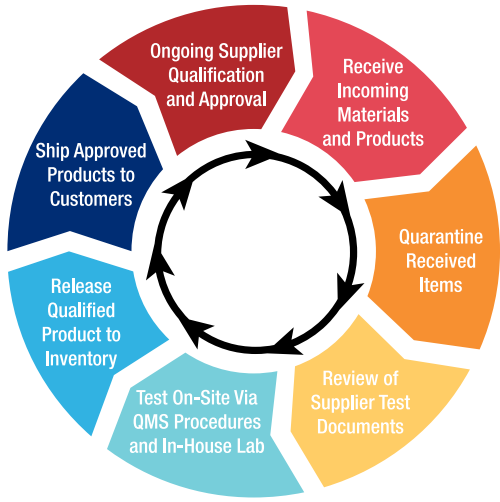 Ongoing Supplier
Qualification
and Approval
Receive
Incoming
Materials
and Products
Quarantine
Received
Items
Review of
Supplier Test
Documents
Test On-Site Via
QMS Procedures
and In-House Lab
Release
Qualified
Product to
Inventory
Ship Approved
Products to
Customers